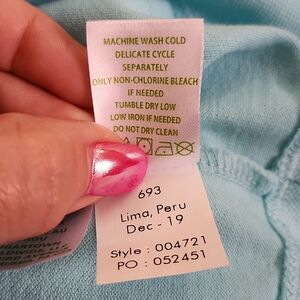 MACHINE WASH COLD
DELICATE CYCLE
SEPARATELY
ONLY NON-CHLORINE BLEACH
IF NEEDED
TUMBLE DRY LOW
LOW IRON IF NEEDED
DO NOT DRY CLEAN
693
Lima, Peru
Dec - 19
Style : 004721
PO : 052451